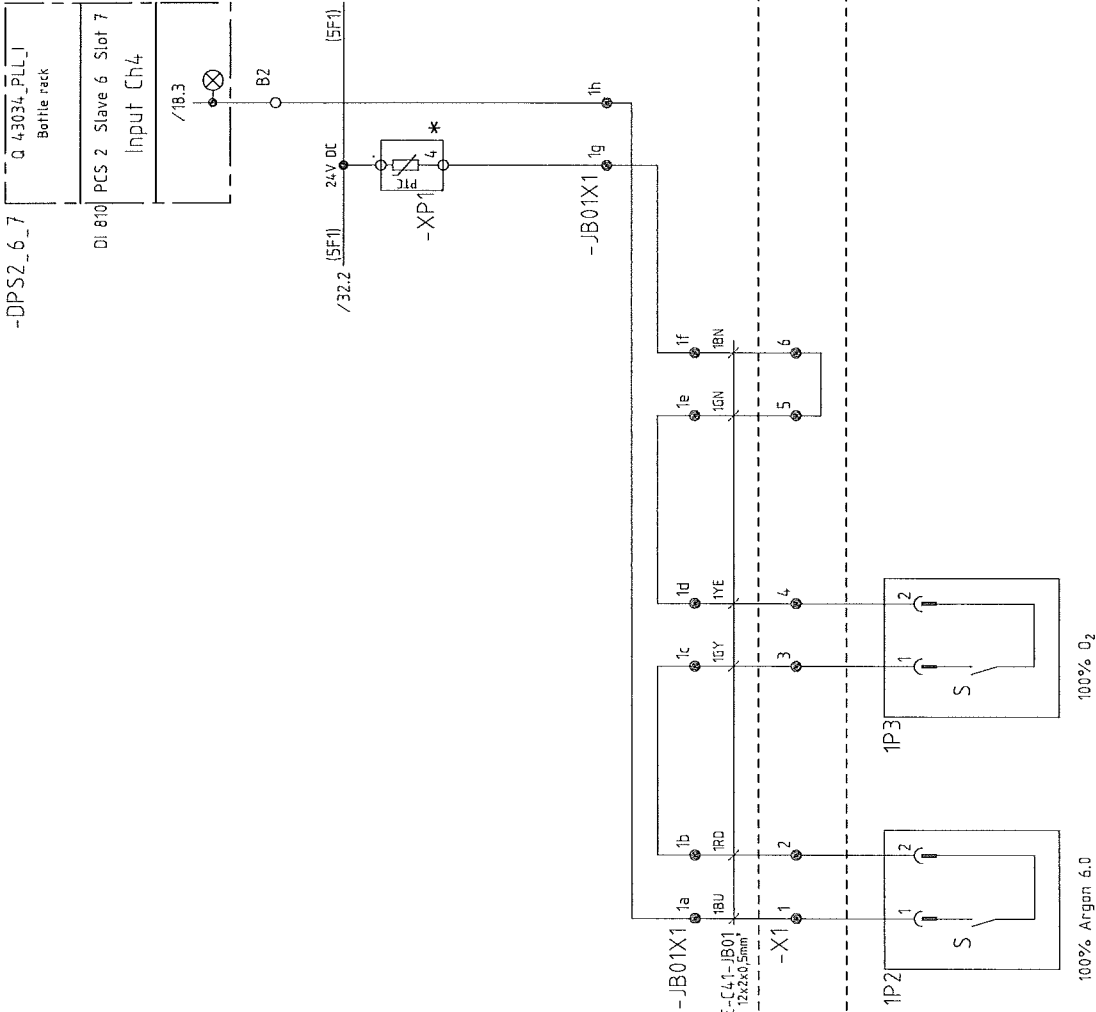 Q 43034_PLL_I
Bottle rack
DI 810 PCS 2 Slave 6 Slot 7
Input Ch4
-DPS2_6_7
/18.3
B2
/32.2 (5F1)
24V DC
(5F1)
PTC
4
*
-XP1
-JB01X1
1g
1h
-JB01X1
1a
1b
1c
1d
1e
1f
1BU
1RD
1GY
1YE
1GN
1BN
-C41-JB01
12x2x0,5mm²
-X1
1
2
3
4
5
6
1P2
1
2
S
100% Argon 6.0
1P3
1
2
S
100% O₂